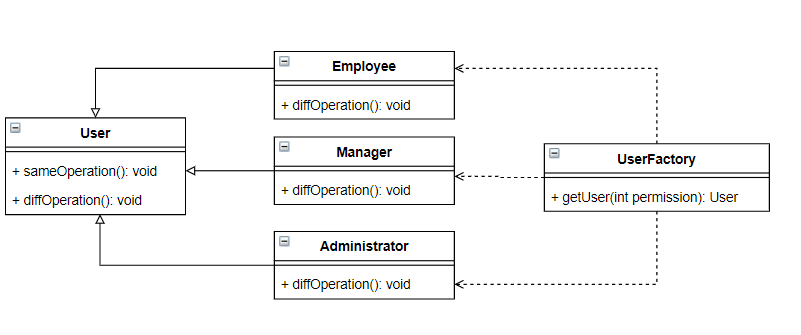 User
+ sameOperation(): void
+ diffOperation(): void
Employee
+ diffOperation(): void
Manager
+ diffOperation(): void
Administrator
+ diffOperation(): void
UserFactory
+ getUser(int permission): User